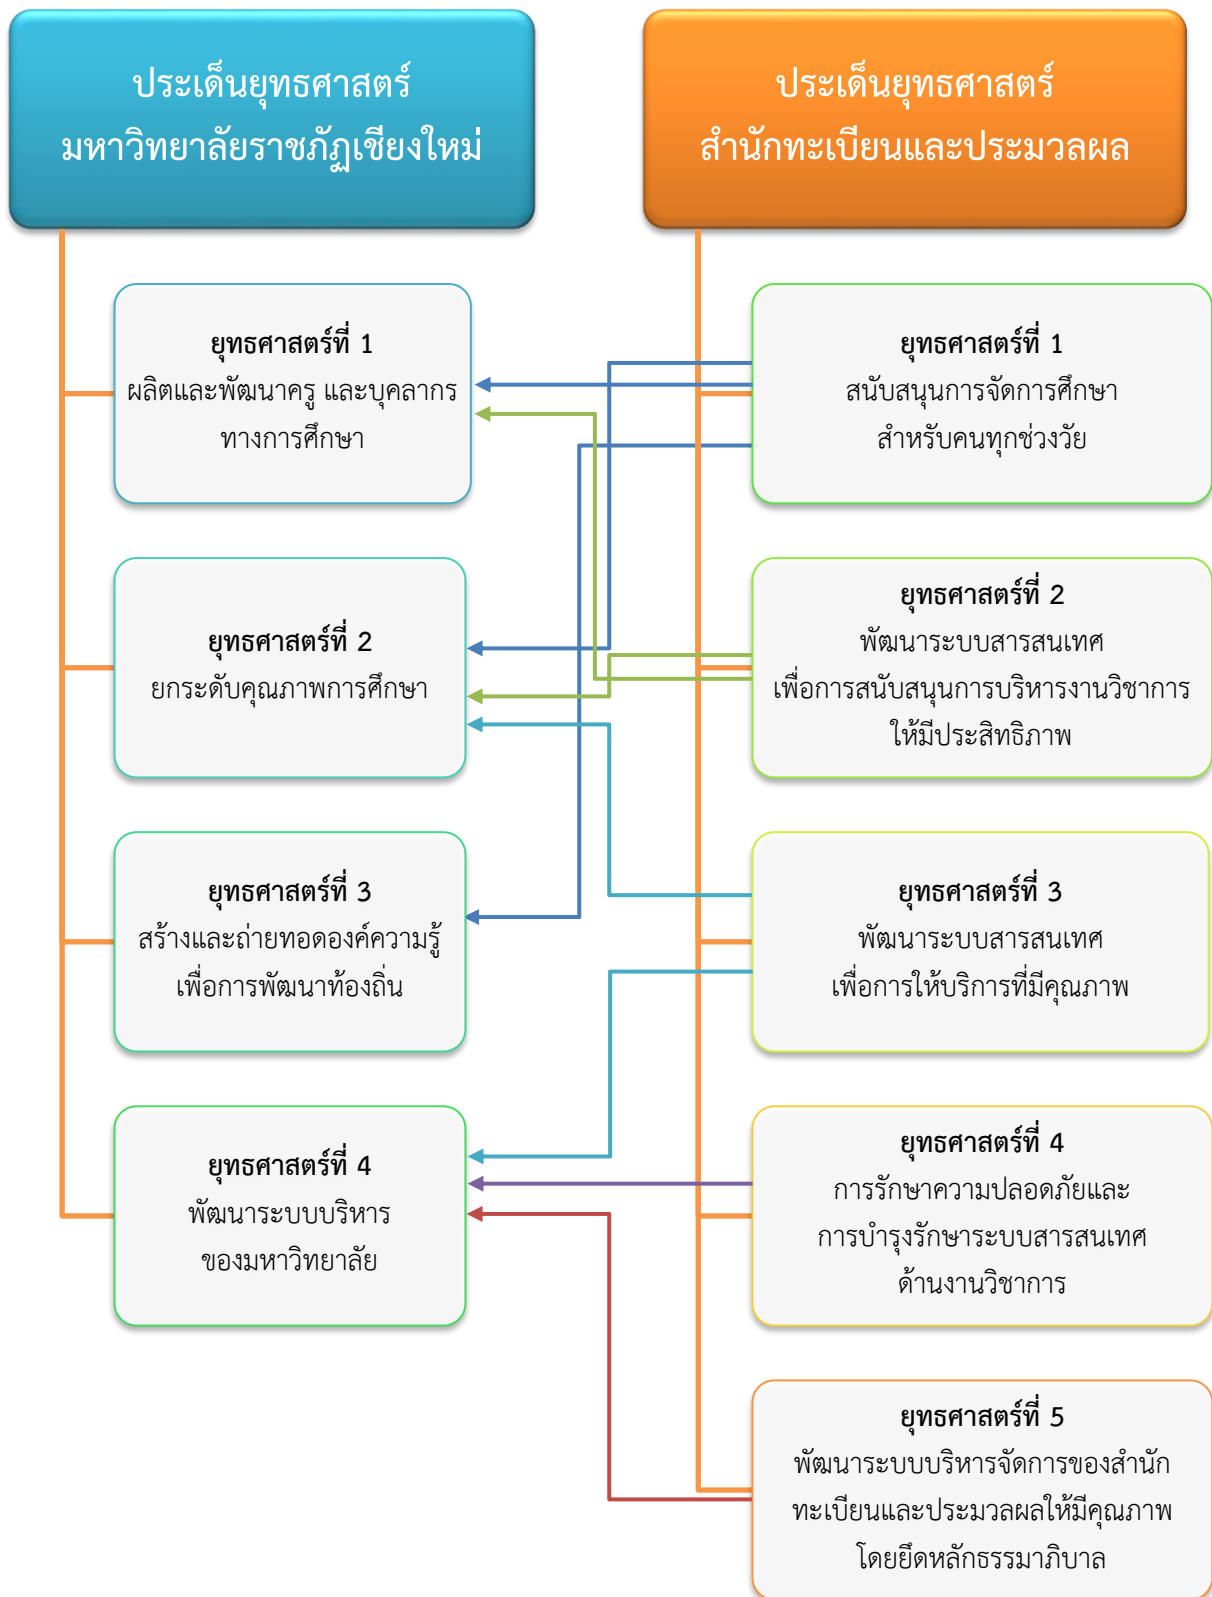 ประเด็นยุทธศาสตร์
มหาวิทยาลัยราชภัฏเชียงใหม่
ยุทธศาสตร์ที่ 1
ผลิตและพัฒนาครู และบุคลากร
ทางการศึกษา
ยุทธศาสตร์ที่ 2
ยกระดับคุณภาพการศึกษา
ยุทธศาสตร์ที่ 3
สร้างและถ่ายทอดองค์ความรู้
เพื่อการพัฒนาท้องถิ่น
ยุทธศาสตร์ที่ 4
พัฒนาระบบบริหาร
ของมหาวิทยาลัย
ประเด็นยุทธศาสตร์
สำนักทะเบียนและประมวลผล
ยุทธศาสตร์ที่ 1
สนับสนุนการจัดการศึกษา
สำหรับคนทุกช่วงวัย
ยุทธศาสตร์ที่ 2
พัฒนาระบบสารสนเทศ
เพื่อการสนับสนุนการบริหารงานวิชาการ
ให้มีประสิทธิภาพ
ยุทธศาสตร์ที่ 3
พัฒนาระบบสารสนเทศ
เพื่อการให้บริการที่มีคุณภาพ
ยุทธศาสตร์ที่ 4
การรักษาความปลอดภัยและ
การบำรุงรักษาระบบสารสนเทศ
ด้านงานวิชาการ
ยุทธศาสตร์ที่ 5
พัฒนาระบบบริหารจัดการของสำนัก
ทะเบียนและประมวลผลให้มีคุณภาพ
โดยยึดหลักธรรมาภิบาล